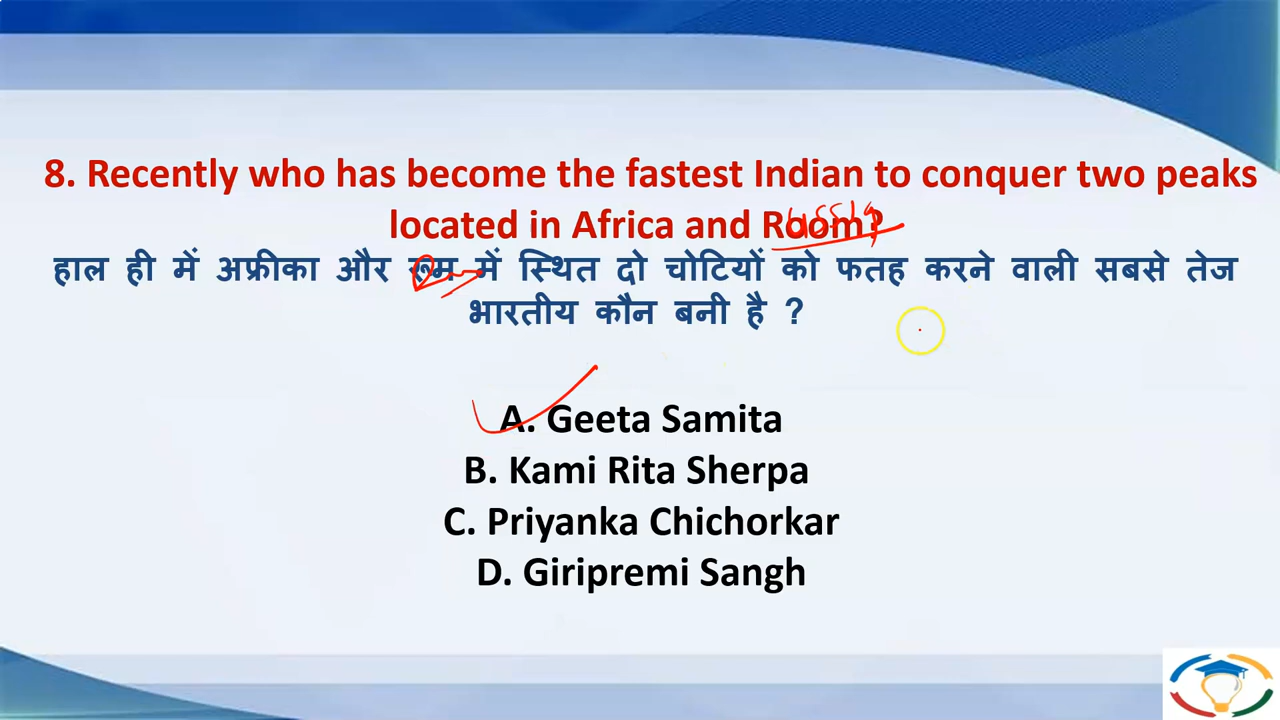 8. Recently who has become the fastest Indian to conquer two peaks
located in Africa and Room?
ussia
हाल ही में अफ्रीका और रूम में स्थित दो चोटियों को फतह करने वाली सबसे तेज
भारतीय कौन बनी है ?
A. Geeta Samita
B. Kami Rita Sherpa
C. Priyanka Chichorkar
D. Giripremi Sangh